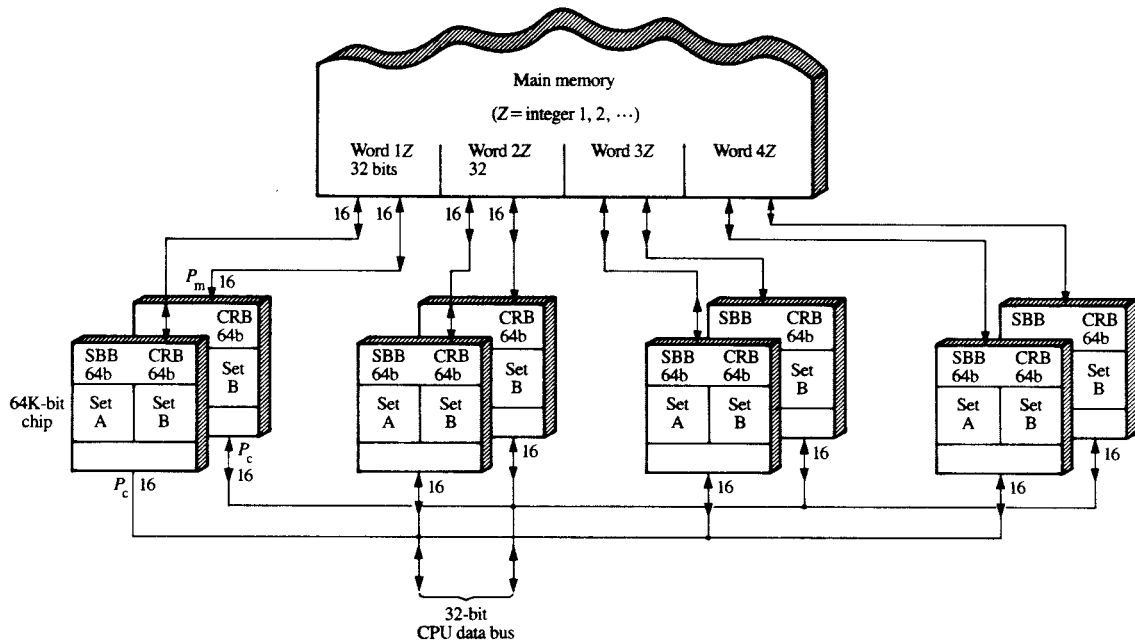 Main memory
(Z = integer 1, 2, ···)
Word 1Z
32 bits
Word 2Z
32
Word 3Z
Word 4Z
16
16
16
16
Pm
16
CRB
64b
Set
B
SBB
64b
CRB
64b
Set
A
Set
B
64K-bit
chip
CRB
64b
Set
B
SBB
64b
CRB
64b
Set
A
Set
B
SBB
CRB
64b
Set
B
SBB
64b
CRB
64b
Set
A
Set
B
SBB
CRB
64b
Set
B
SBB
64b
CRB
64b
Set
A
Set
B
Pc
16
Pc
16
16
16
16
16
16
16
32-bit
CPU data bus